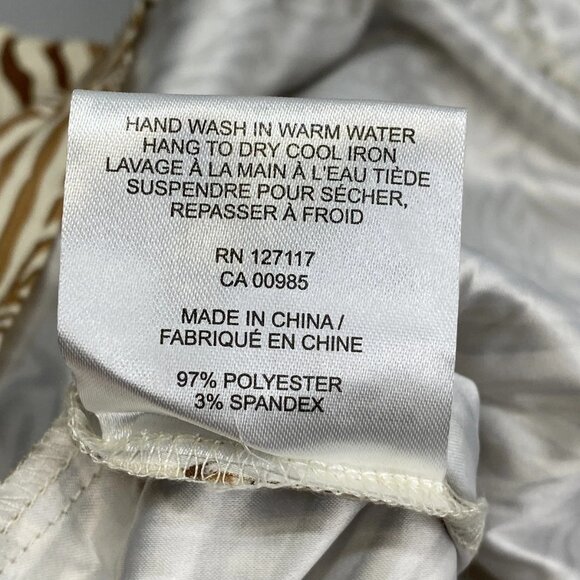 HAND WASH IN WARM WATER
HANG TO DRY COOL IRON
LAVAGE À LA MAIN À L'EAU TIÈDE
SUSPENDRE POUR SÉCHER,
REPASSER À FROID
RN 127117
CA 00985
MADE IN CHINA /
FABRIQUÉ EN CHINE
97% POLYESTER
3% SPANDEX